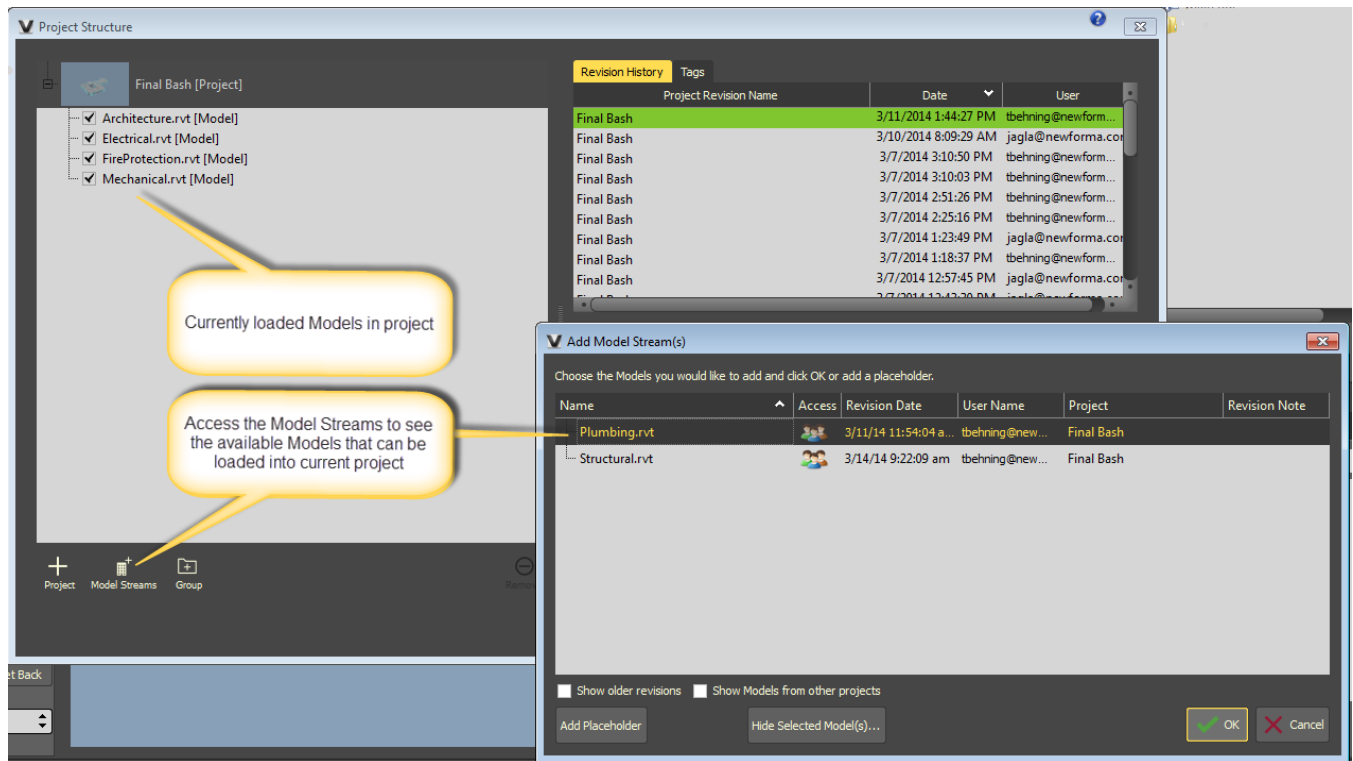 Project Structure
Final Bash [Project]
Architecture.rvt [Model]
Electrical.rvt [Model]
FireProtection.rvt [Model]
Mechanical.rvt [Model]
Currently loaded Models in project
Access the Model Streams to see
the available Models that can be
loaded into current project
Project Model Streams Group
Revision History Tags
Project Revision Name Date User
Final Bash 3/11/2014 1:44:27 PM tbehning@newform...
Final Bash 3/10/2014 8:09:29 AM jagla@newforma.cor
Final Bash 3/7/2014 3:10:50 PM tbehning@newform...
Final Bash 3/7/2014 3:10:03 PM tbehning@newform...
Final Bash 3/7/2014 2:51:26 PM tbehning@newform...
Final Bash 3/7/2014 2:25:16 PM tbehning@newform...
Final Bash 3/7/2014 1:23:49 PM jagla@newforma.cor
Final Bash 3/7/2014 1:18:37 PM tbehning@newform...
Final Bash 3/7/2014 12:57:45 PM jagla@newforma.cor
Add Model Stream(s)
Choose the Models you would like to add and click OK or add a placeholder.
Name Access Revision Date User Name Project Revision Note
Plumbing.rvt 3/11/14 11:54:04 a... tbehning@new... Final Bash
Structural.rvt 3/14/14 9:22:09 am tbehning@new... Final Bash
Show older revisions Show Models from other projects
Add Placeholder Hide Selected Model(s)... OK Cancel
et Back